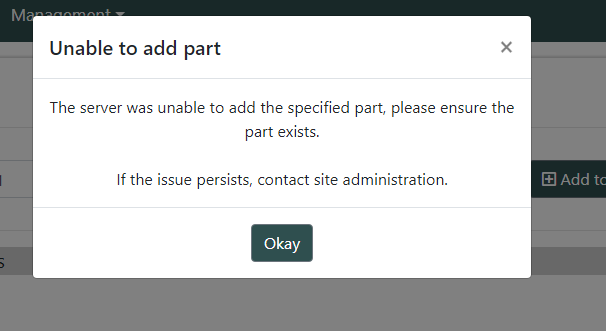 Management
Unable to add part
×
The server was unable to add the specified part, please ensure the
part exists.
If the issue persists, contact site administration.
Add to
Okay
S